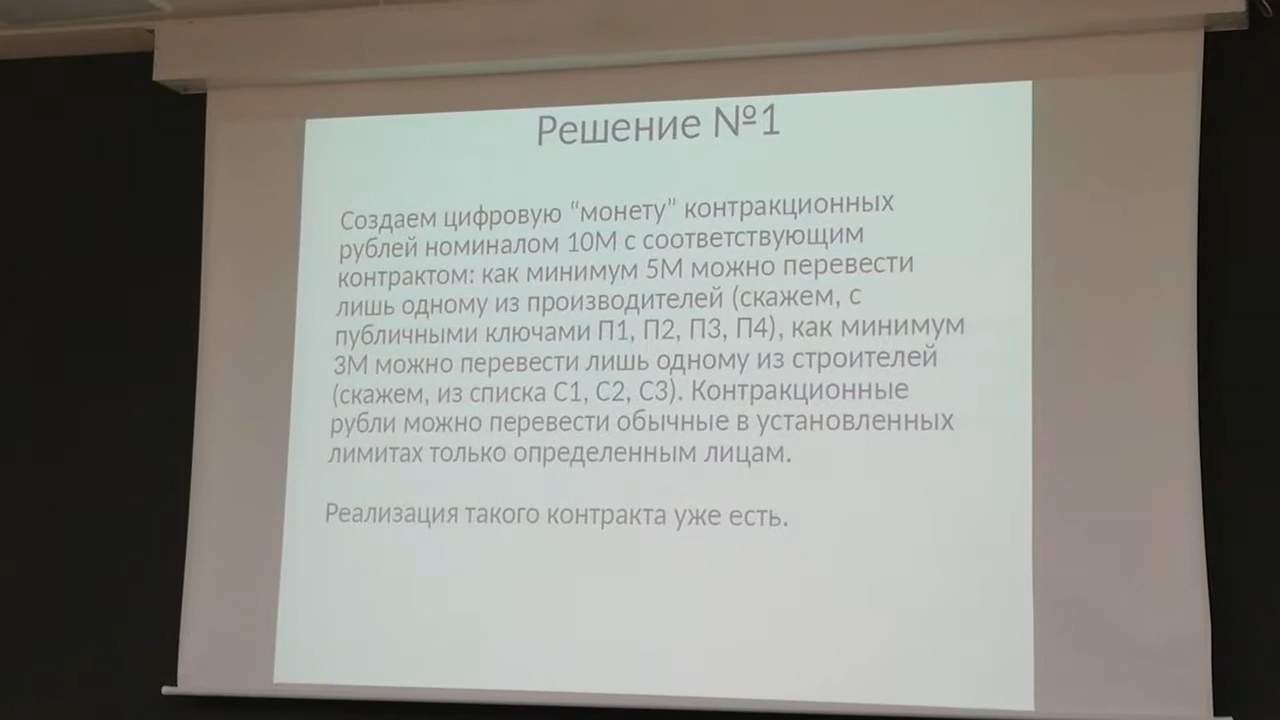 Решение №1
Создаем цифровую “монету” контракционных
рублей номиналом 10М с соответствующим
контрактом: как минимум 5М можно перевести
лишь одному из производителей (скажем, с
публичными ключами П1, П2, П3, П4), как минимум
3М можно перевести лишь одному из строителей
(скажем, из списка С1, С2, С3). Контракционные
рубли можно перевести обычные в установленных
лимитах только определенным лицам.
Реализация такого контракта уже есть.